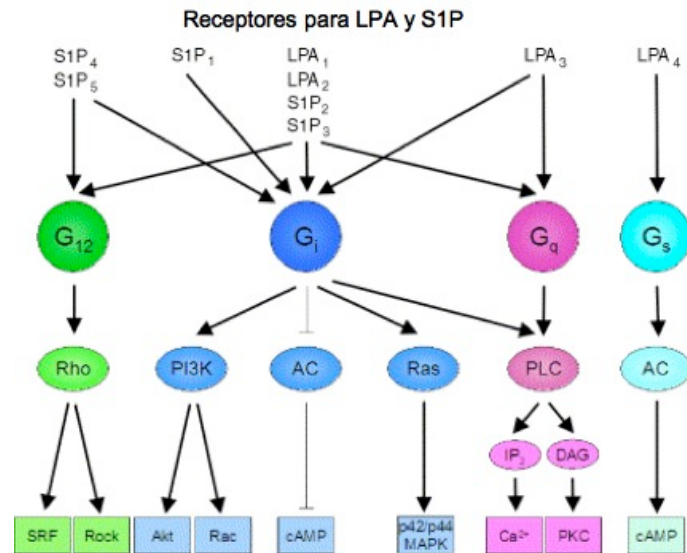 Receptores para LPA y S1P
S1P₄
S1P₅
S1P₁
LPA₁
LPA₂
S1P₂
S1P₃
LPA₃
LPA₄
G₁₂
Gᵢ
G_q
Gₛ
Rho
PI3K
AC
Ras
PLC
AC
IP₃
DAG
SRF
Rock
Akt
Rac
cAMP
p42/p44
MAPK
Ca²⁺
PKC
cAMP